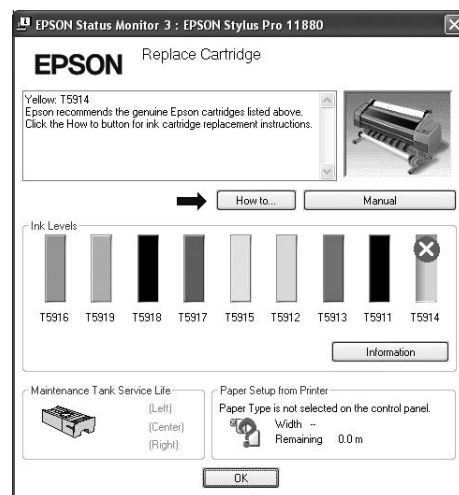 EPSON Status Monitor 3 : EPSON Stylus Pro 11880
EPSON
Replace Cartridge
Yellow: T5914
Epson recommends the genuine Epson cartridges listed above.
Click the How to button for ink cartridge replacement instructions.
How to...
Manual
Ink Levels
T5916 T5919 T5918 T5917 T5915 T5912 T5913 T5911 T5914
Information
Maintenance Tank Service Life
(Left)
(Center)
(Right)
Paper Setup from Printer
Paper Type is not selected on the control panel.
Width --
Remaining 0.0 m
OK